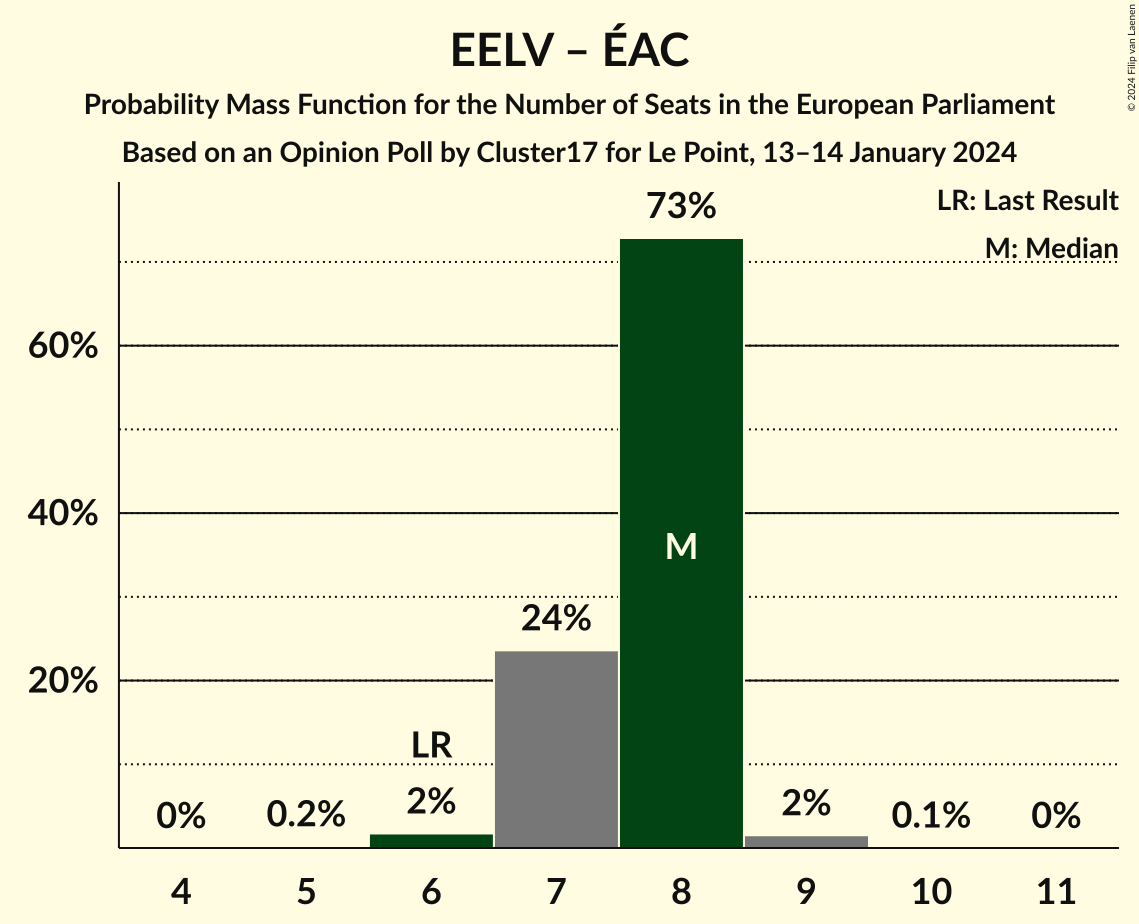 EELV – ÉAC
Probability Mass Function for the Number of Seats in the European Parliament
Based on an Opinion Poll by Cluster17 for Le Point, 13–14 January 2024
© 2024 Filip van Laenen
LR: Last Result
M: Median
60%
40%
20%
0%
0.2%
LR
2%
24%
73%
M
2%
0.1%
0%
4 5 6 7 8 9 10 11